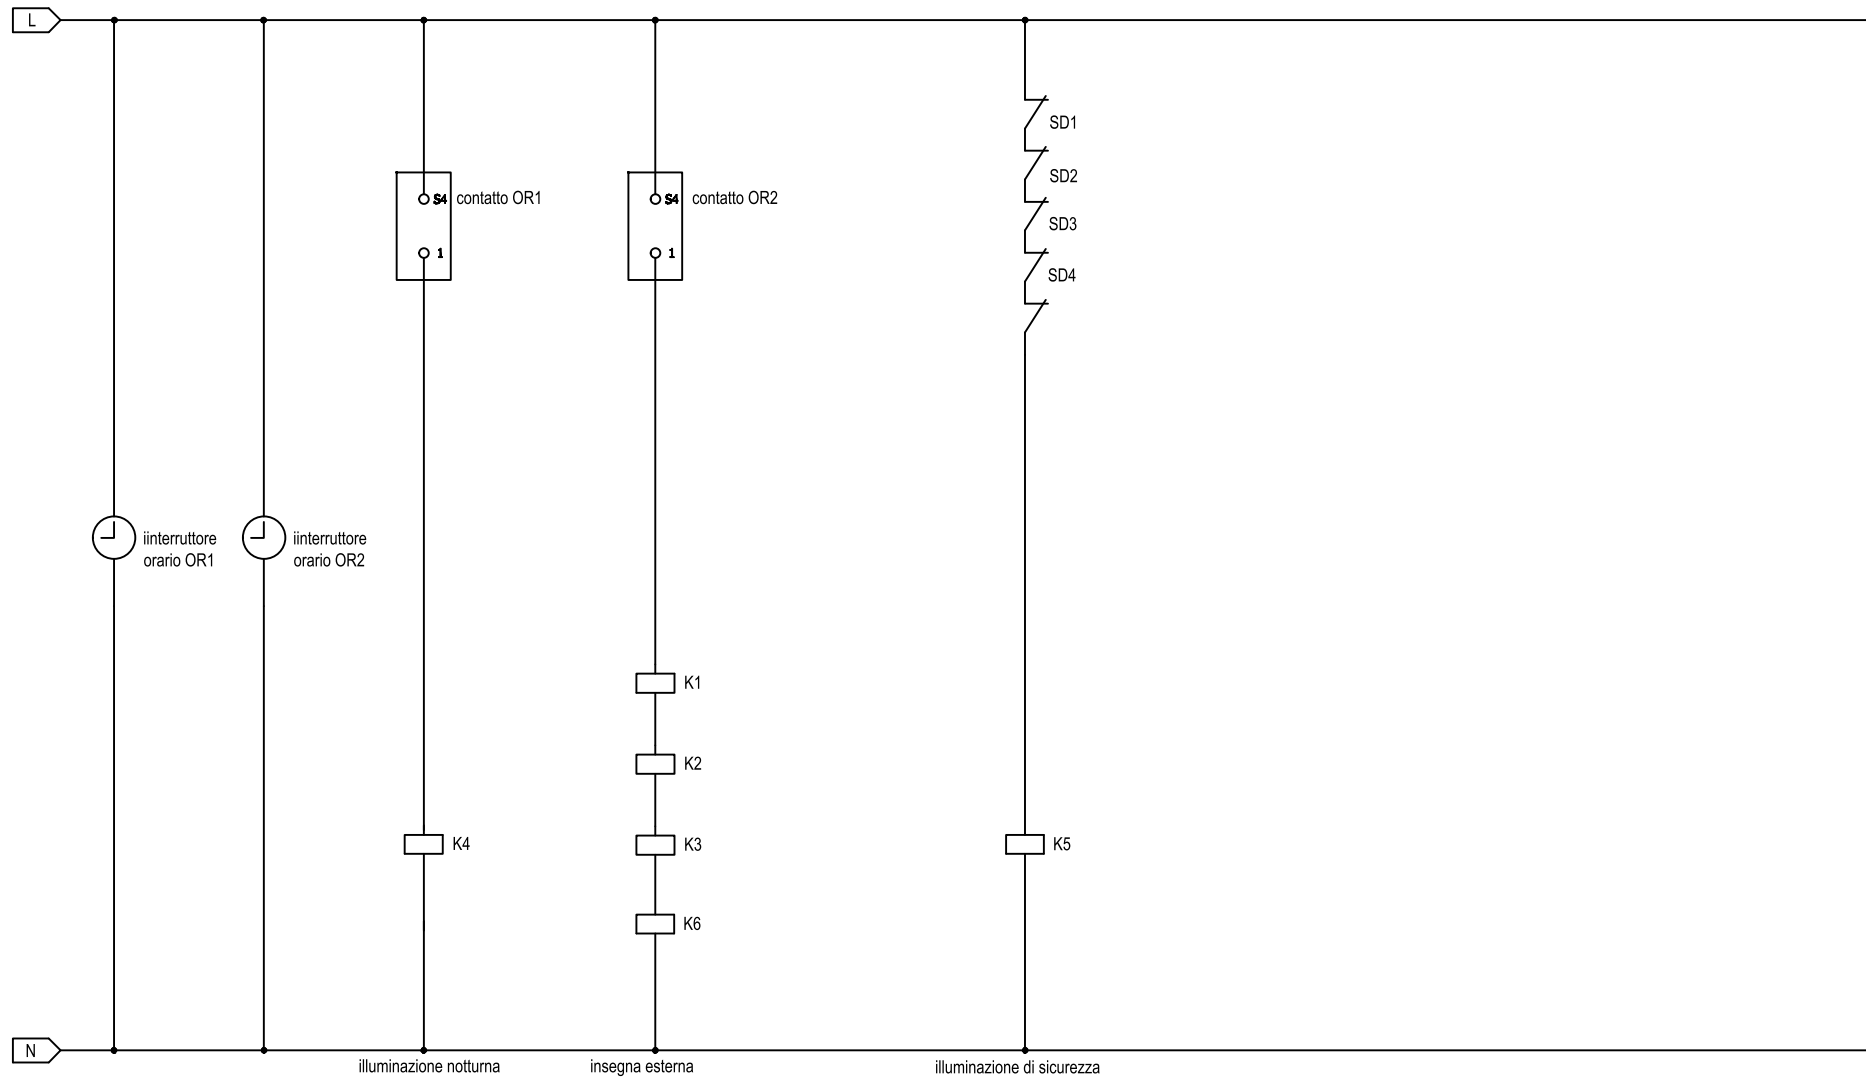 L
SD1
SD2
S4 contatto OR1
S4 contatto OR2
SD3
1
1
SD4
iinterruttore
orario OR1
iinterruttore
orario OR2
K1
K2
K4
K3
K5
K6
N
illuminazione notturna
insegna esterna
illuminazione di sicurezza